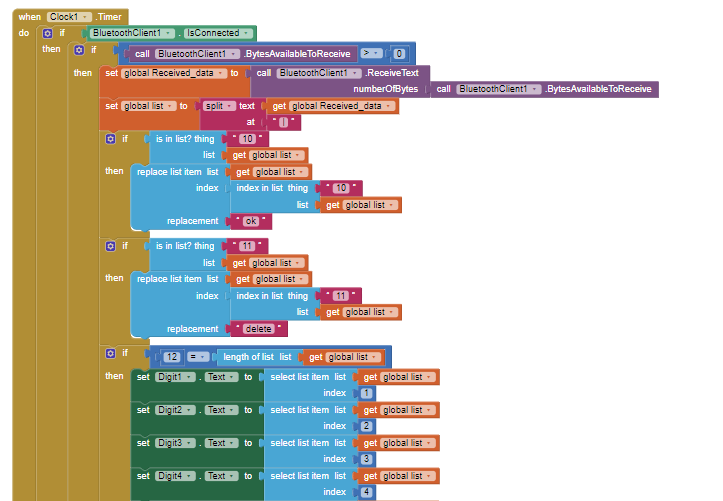 when Clock1 .Timer
do if BluetoothClient1 . IsConnected
then if call BluetoothClient1 .BytesAvailableToReceive > 0
then set global Received_data to call BluetoothClient1 .ReceiveText
numberOfBytes call BluetoothClient1 .BytesAvailableToReceive
set global list to split text get global Received_data
at " | "
if is in list? thing " 10 "
list get global list
then replace list item list get global list
index index in list thing " 10 "
list get global list
replacement " ok "
if is in list? thing " 11 "
list get global list
then replace list item list get global list
index index in list thing " 11 "
list get global list
replacement " delete "
if 12 = length of list list get global list
then set Digit1 . Text to select list item list get global list
index 1
set Digit2 . Text to select list item list get global list
index 2
set Digit3 . Text to select list item list get global list
index 3
set Digit4 . Text to select list item list get global list
index 4